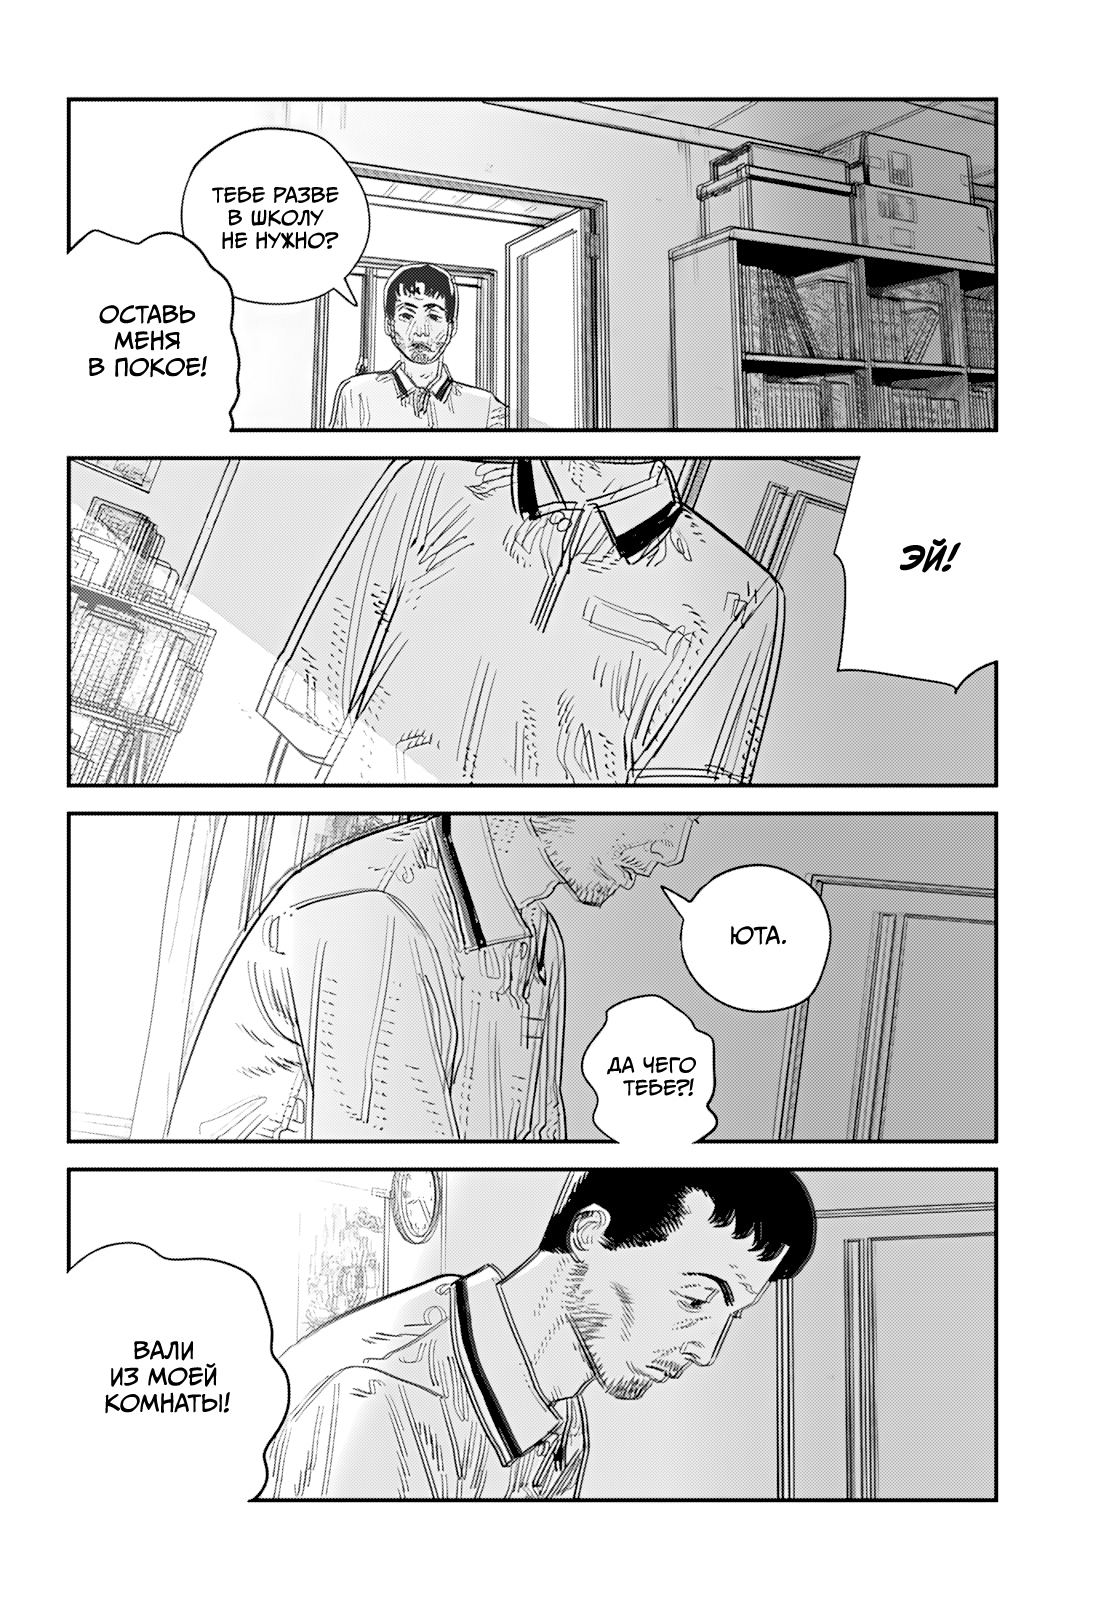 ТЕБЕ РАЗВЕ
В ШКОЛУ
НЕ НУЖНО?
ОСТАВЬ
МЕНЯ
В ПОКОЕ!
ЭЙ!
ЮТА.
ДА ЧЕГО
ТЕБЕ?!
ВАЛИ
ИЗ МОЕЙ
КОМНАТЫ!